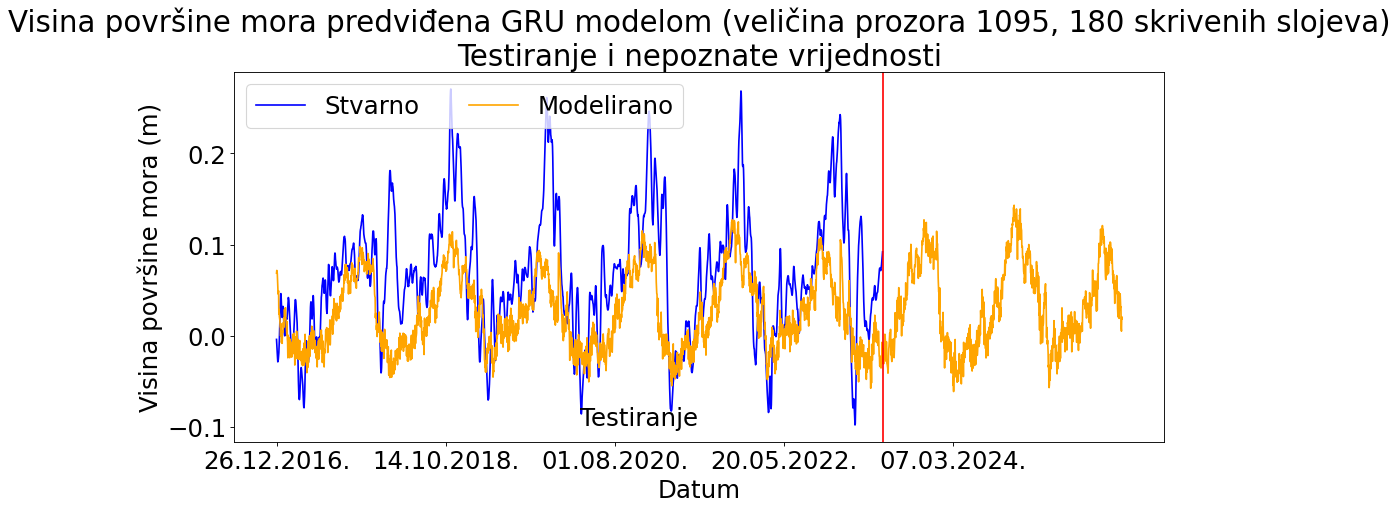 Visina površine mora predviđena GRU modelom (veličina prozora 1095, 180 skrivenih slojeva)
Testiranje i nepoznate vrijednosti
Stvarno
Modelirano
Visina površine mora (m)
0.2
0.1
0.0
−0.1
Testiranje
26.12.2016.
14.10.2018.
01.08.2020.
20.05.2022.
07.03.2024.
Datum